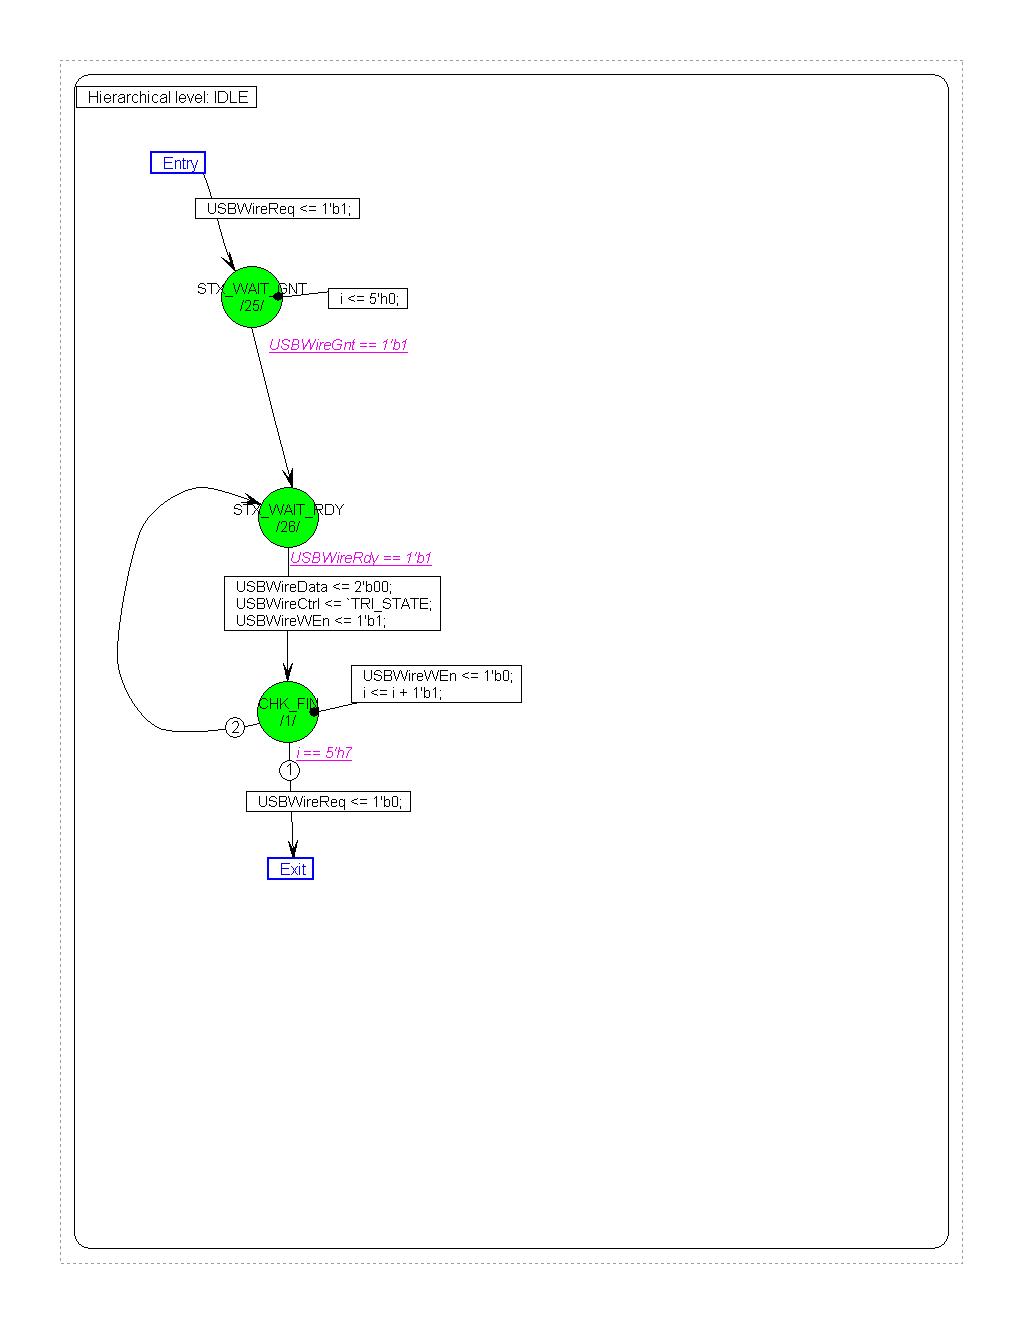 Hierarchical level: IDLE
Entry
USBWireReq <= 1'b1;
STX_WAIT_GNT
/25/
i <= 5'h0;
USBWireGnt == 1'b1
STX_WAIT_RDY
/26/
USBWireRdy == 1'b1
USBWireData <= 2'b00;
USBWireCtrl <= `TRI_STATE;
USBWireWEn <= 1'b1;
USBWireWEn <= 1'b0;
i <= i + 1'b1;
CHK_FIN
/1/
2
i == 5'h7
1
USBWireReq <= 1'b0;
Exit